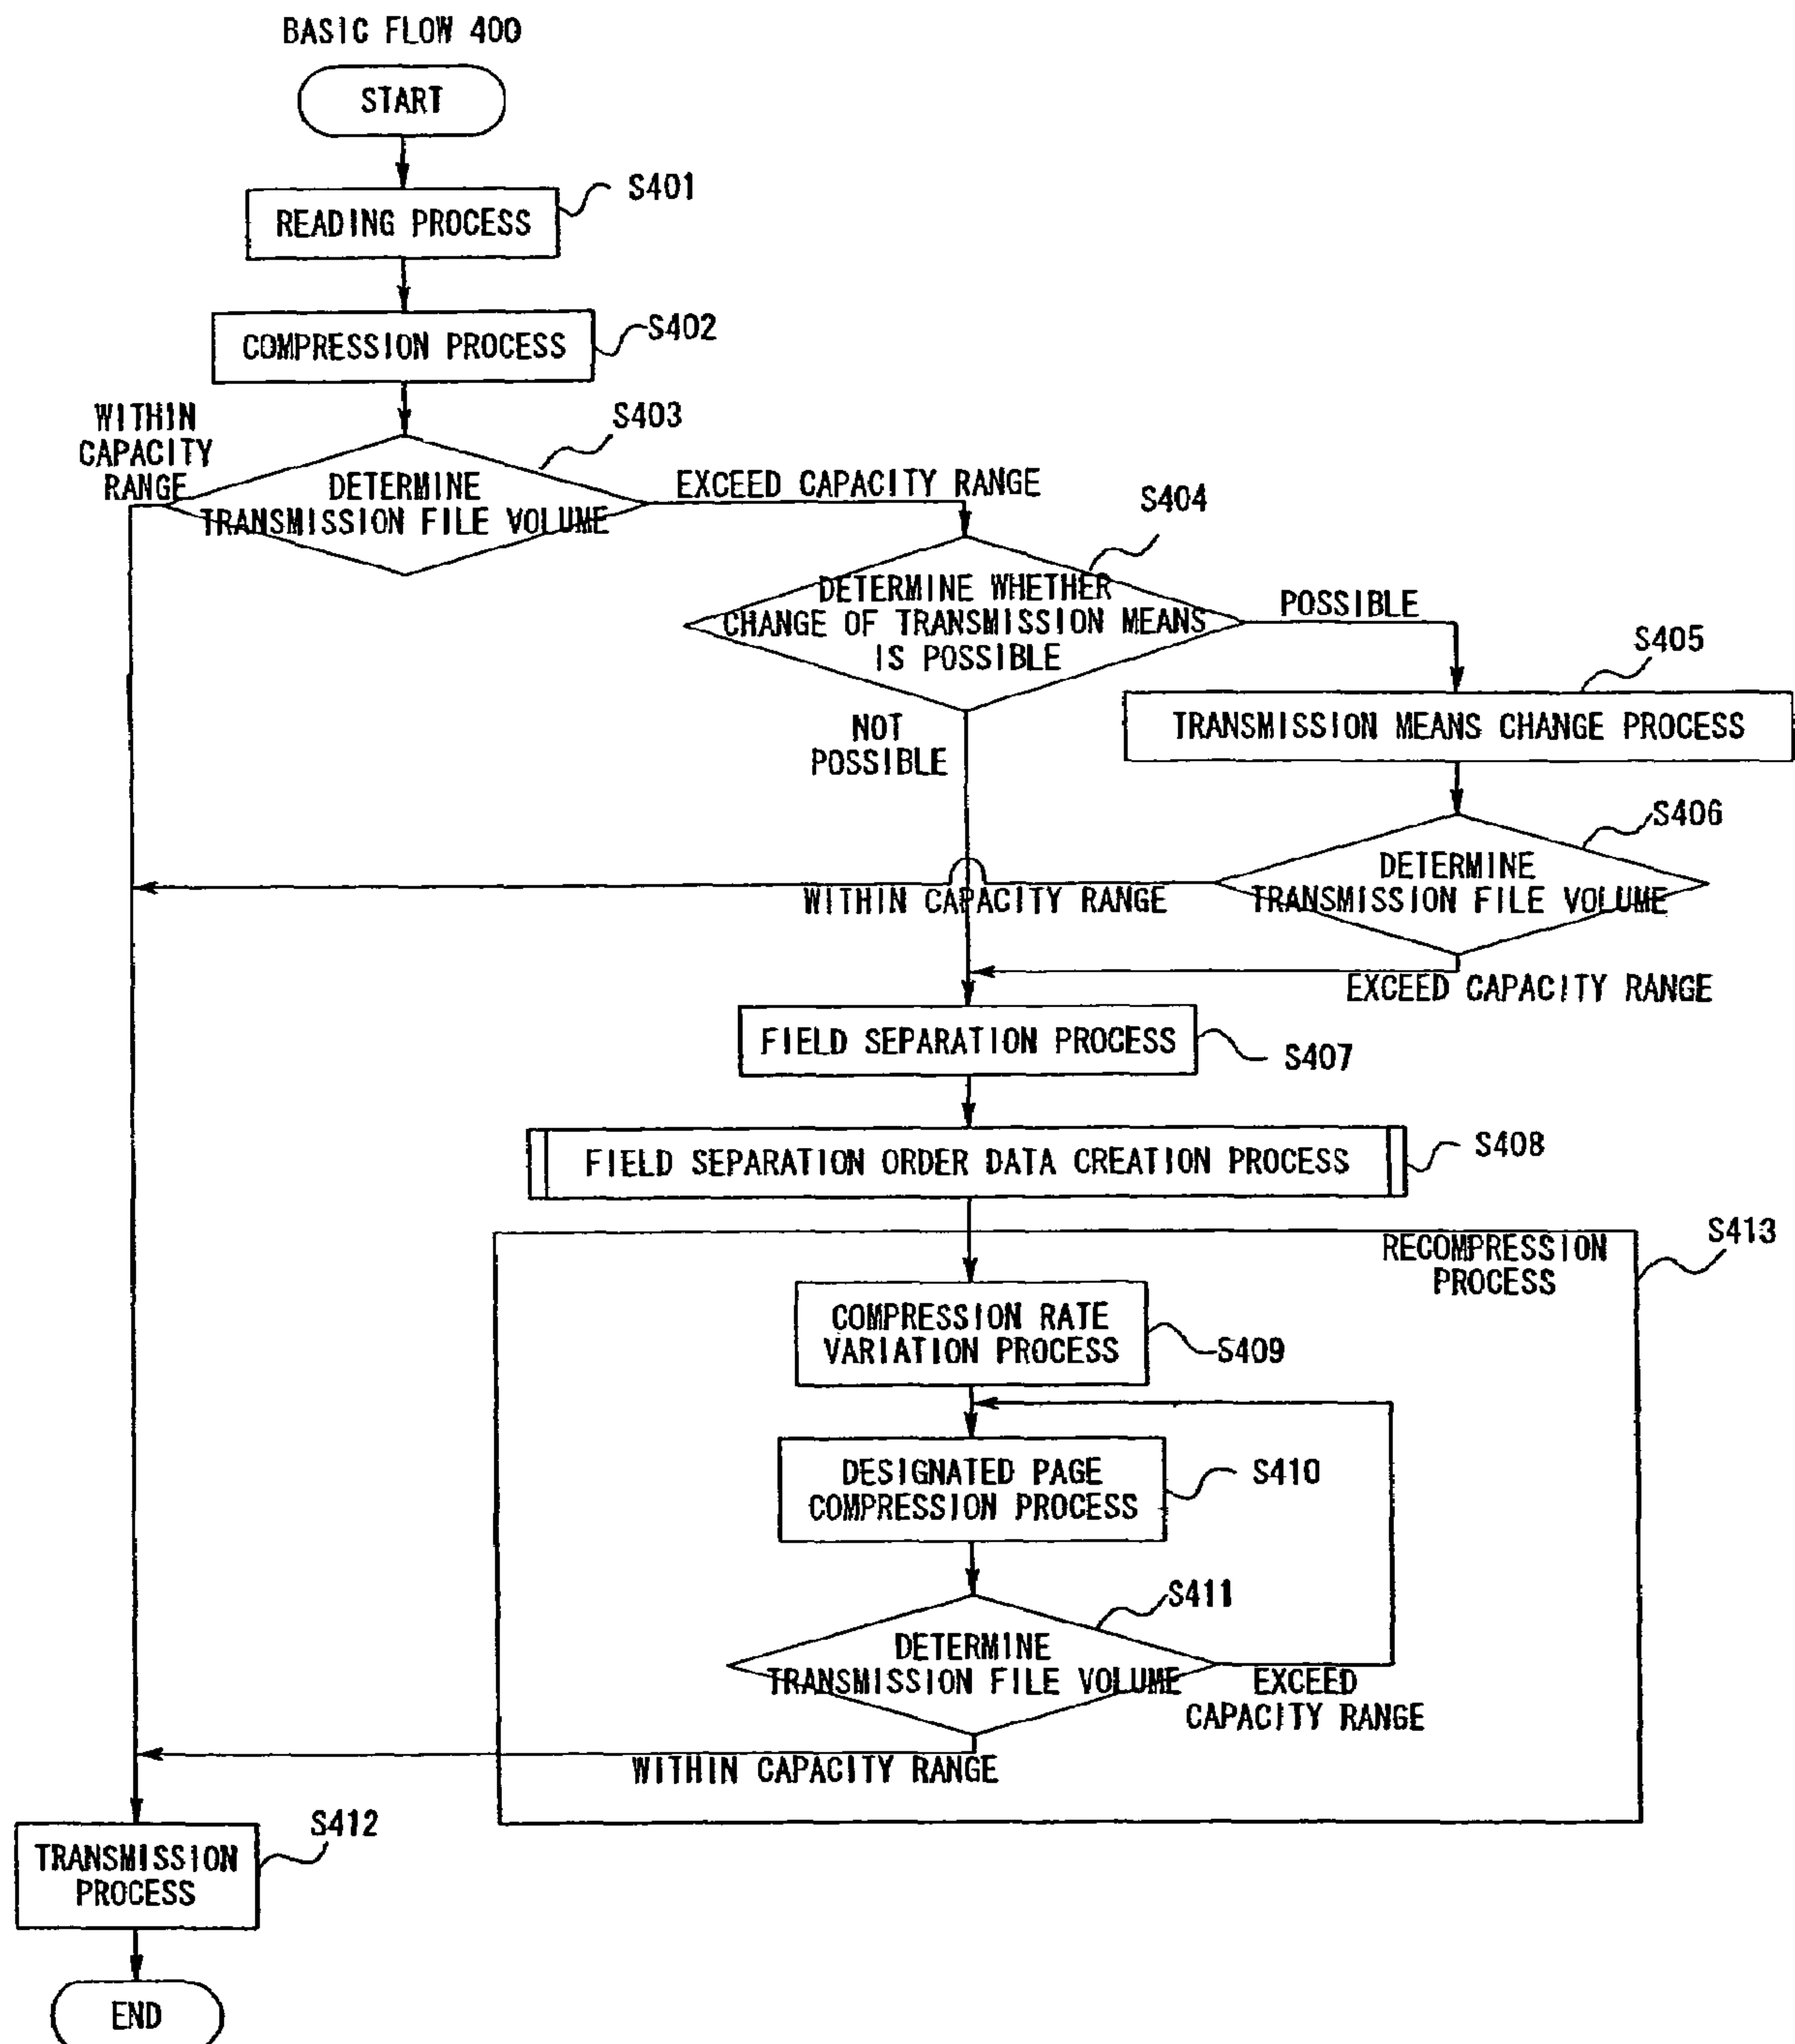 BASIC FLOW 400
START
READING PROCESS
S401
COMPRESSION PROCESS
S402
WITHIN
CAPACITY
RANGE
S403
DETERMINE
TRANSMISSION FILE VOLUME
EXCEED CAPACITY RANGE
S404
DETERMINE WHETHER
CHANGE OF TRANSMISSION MEANS
IS POSSIBLE
POSSIBLE
S405
TRANSMISSION MEANS CHANGE PROCESS
NOT
POSSIBLE
S406
DETERMINE
TRANSMISSION FILE VOLUME
WITHIN CAPACITY RANGE
EXCEED CAPACITY RANGE
FIELD SEPARATION PROCESS
S407
FIELD SEPARATION ORDER DATA CREATION PROCESS
S408
RECOMPRESSION
PROCESS
S413
COMPRESSION RATE
VARIATION PROCESS
S409
DESIGNATED PAGE
COMPRESSION PROCESS
S410
S411
DETERMINE
TRANSMISSION FILE VOLUME
EXCEED
CAPACITY RANGE
WITHIN CAPACITY RANGE
S412
TRANSMISSION
PROCESS
END